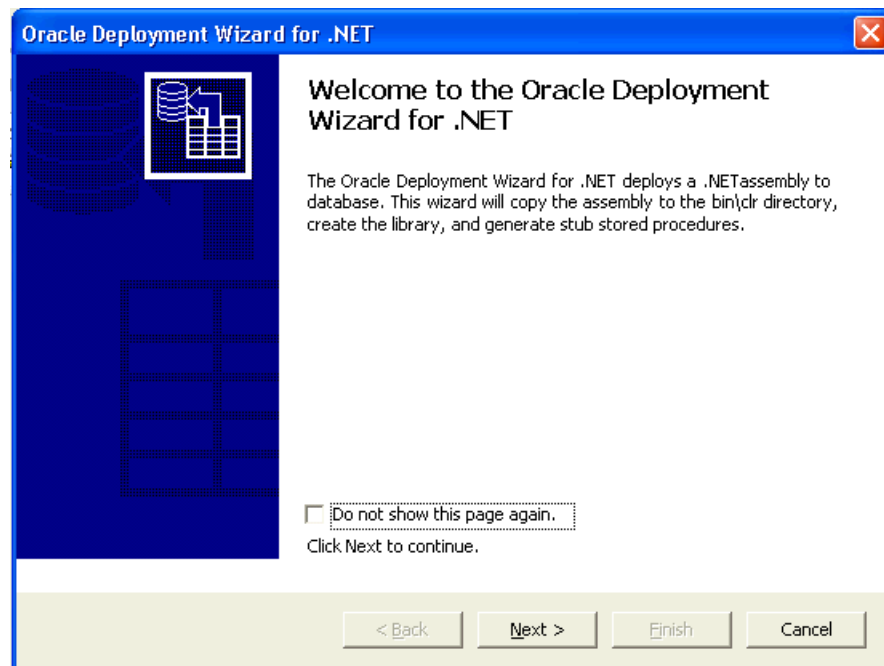 Oracle Deployment Wizard for .NET
Welcome to the Oracle Deployment
Wizard for .NET
The Oracle Deployment Wizard for .NET deploys a .NETassembly to
database. This wizard will copy the assembly to the bin\clr directory,
create the library, and generate stub stored procedures.
Do not show this page again.
Click Next to continue.
< Back
Next >
Finish
Cancel